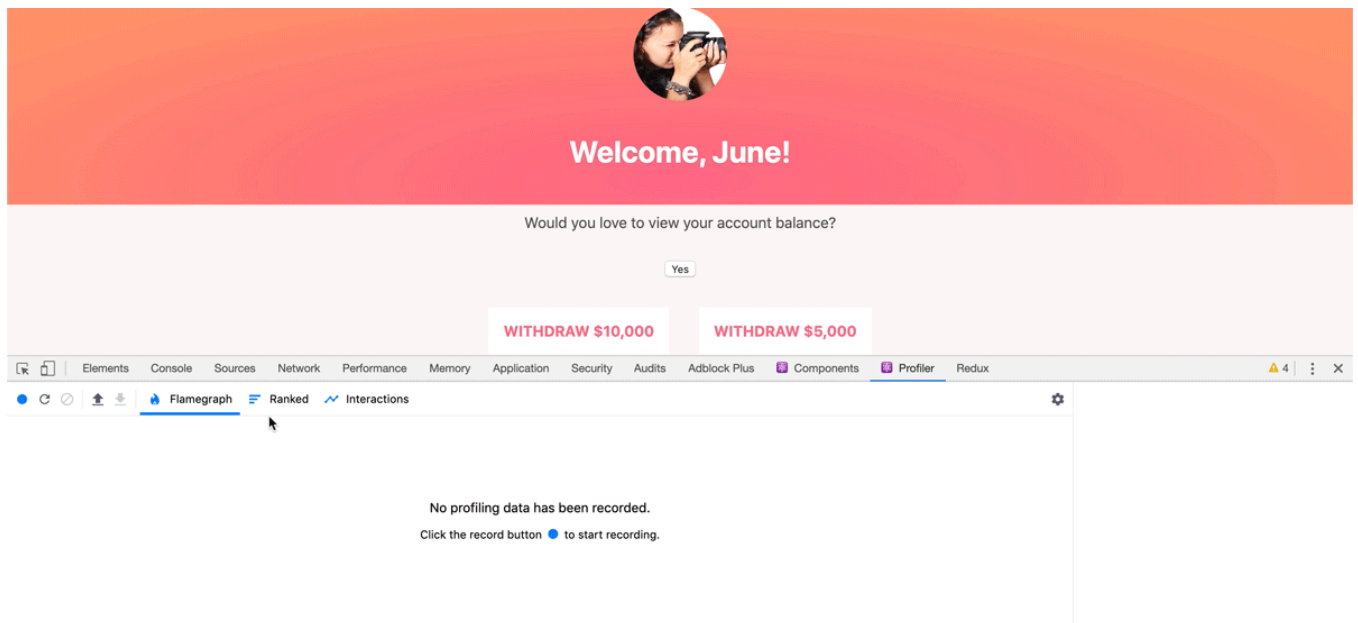 Welcome, June!
Would you love to view your account balance?
Yes
WITHDRAW $10,000 WITHDRAW $5,000
Elements Console Sources Network Performance Memory Application Security Audits Adblock Plus Components Profiler Redux 4
Flamegraph Ranked Interactions
No profiling data has been recorded.
Click the record button to start recording.